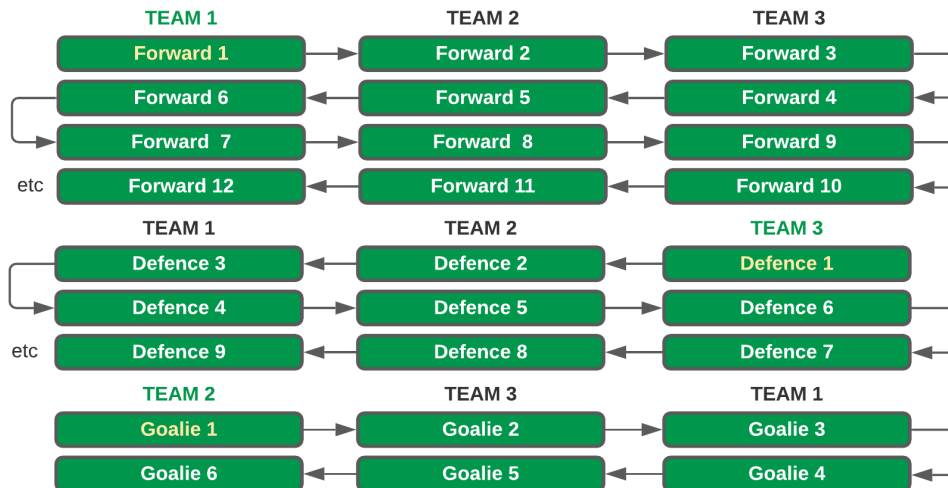 TEAM 1 TEAM 2 TEAM 3
Forward 1 Forward 2 Forward 3
Forward 6 Forward 5 Forward 4
Forward  7 Forward  8 Forward 9
etc Forward 12 Forward 11 Forward 10
TEAM 1 TEAM 2 TEAM 3
Defence 3 Defence 2 Defence 1
Defence 4 Defence 5 Defence 6
etc Defence 9 Defence 8 Defence 7
TEAM 2 TEAM 3 TEAM 1
Goalie 1 Goalie 2 Goalie 3
Goalie 6 Goalie 5 Goalie 4